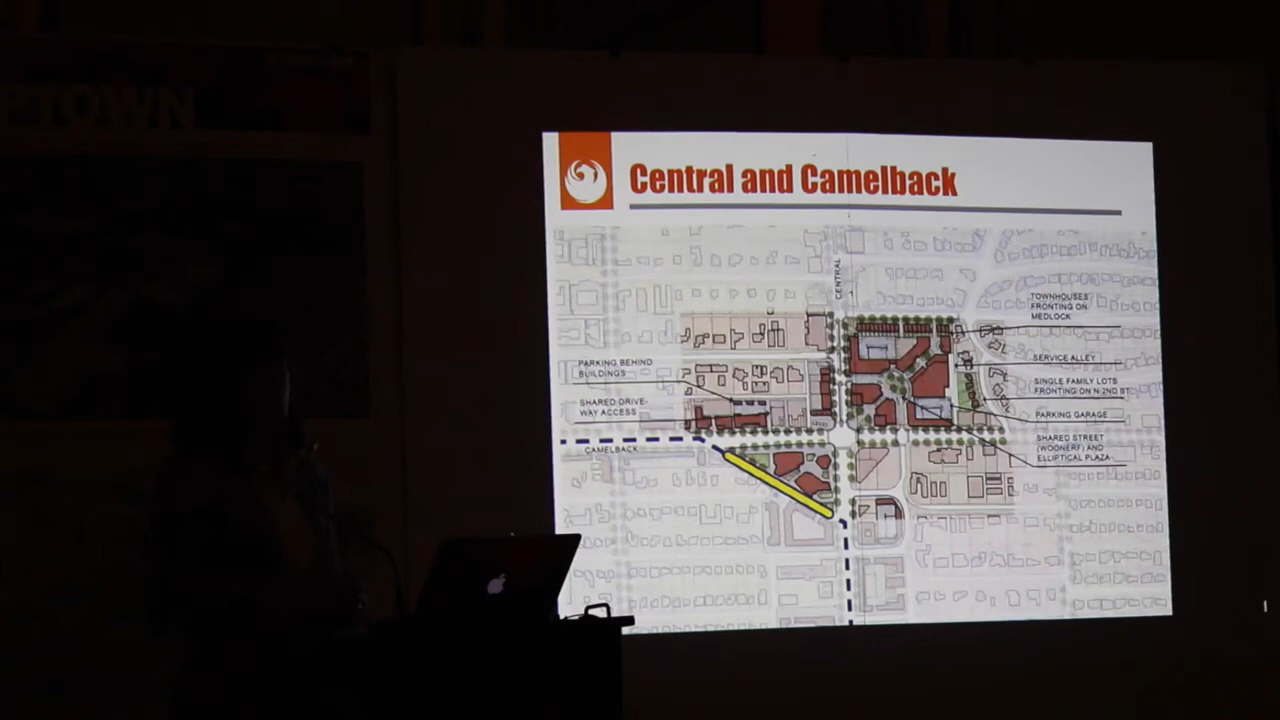 PTOWN
Central and Camelback
CENTRAL
TOWNHOUSES
FRONTING ON
MEDLOCK
PARKING BEHIND
BUILDINGS
SERVICE ALLEY
SINGLE FAMILY LOTS
FRONTING ON N 2ND ST
SHARED DRIVE-
WAY ACCESS
PARKING GARAGE
SHARED STREET
(WOONERF) AND
ELLIPTICAL PLAZA
CAMELBACK